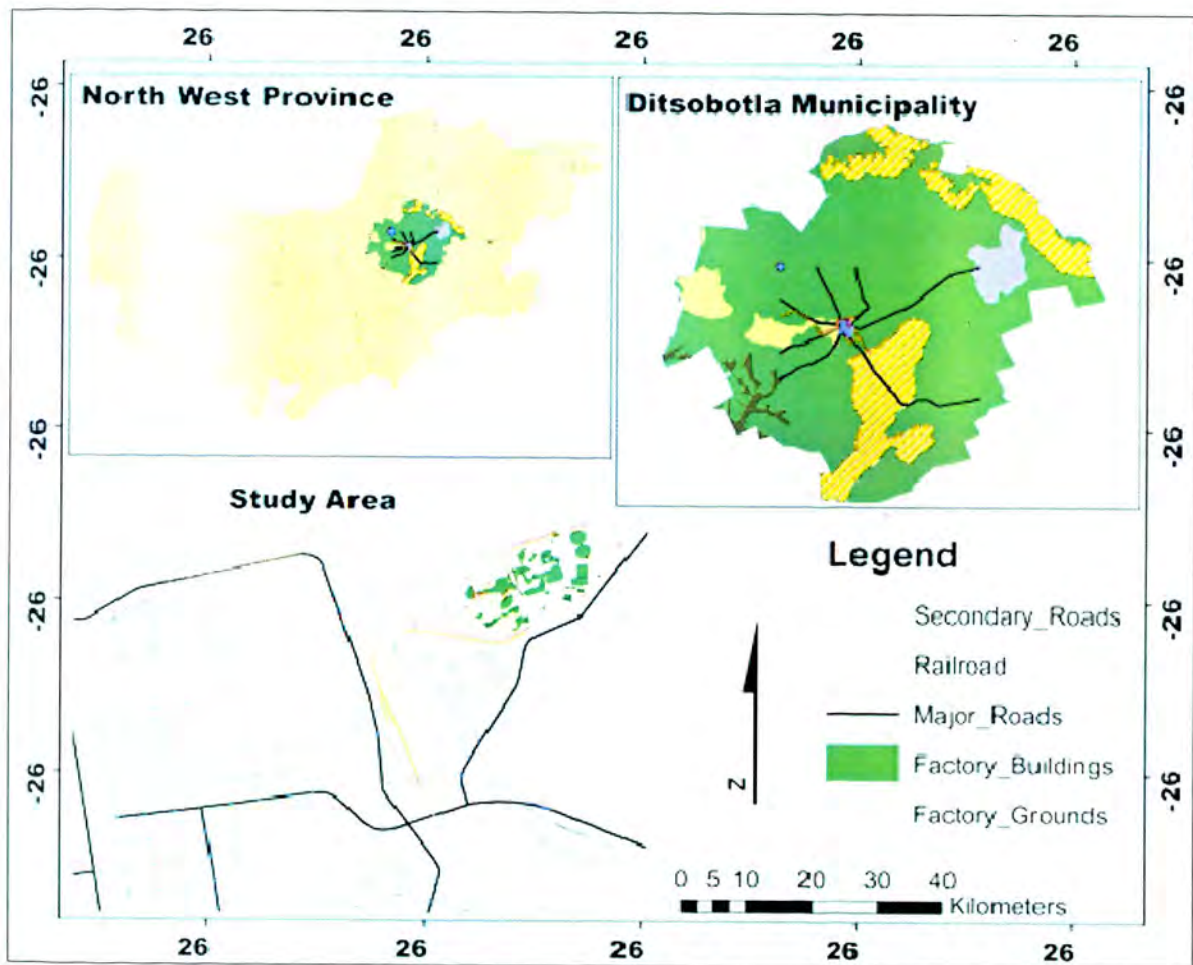 26 26 26 26 26
-26
-26
-26
-26
-26
North West Province
Ditsobotla Municipality
-26
-26
-26
-26
-26
Study Area
Legend
Secondary_Roads
Railroad
Major_Roads
Factory_Buildings
Factory_Grounds
N
0 5 10 20 30 40
Kilometers
26 26 26 26 26